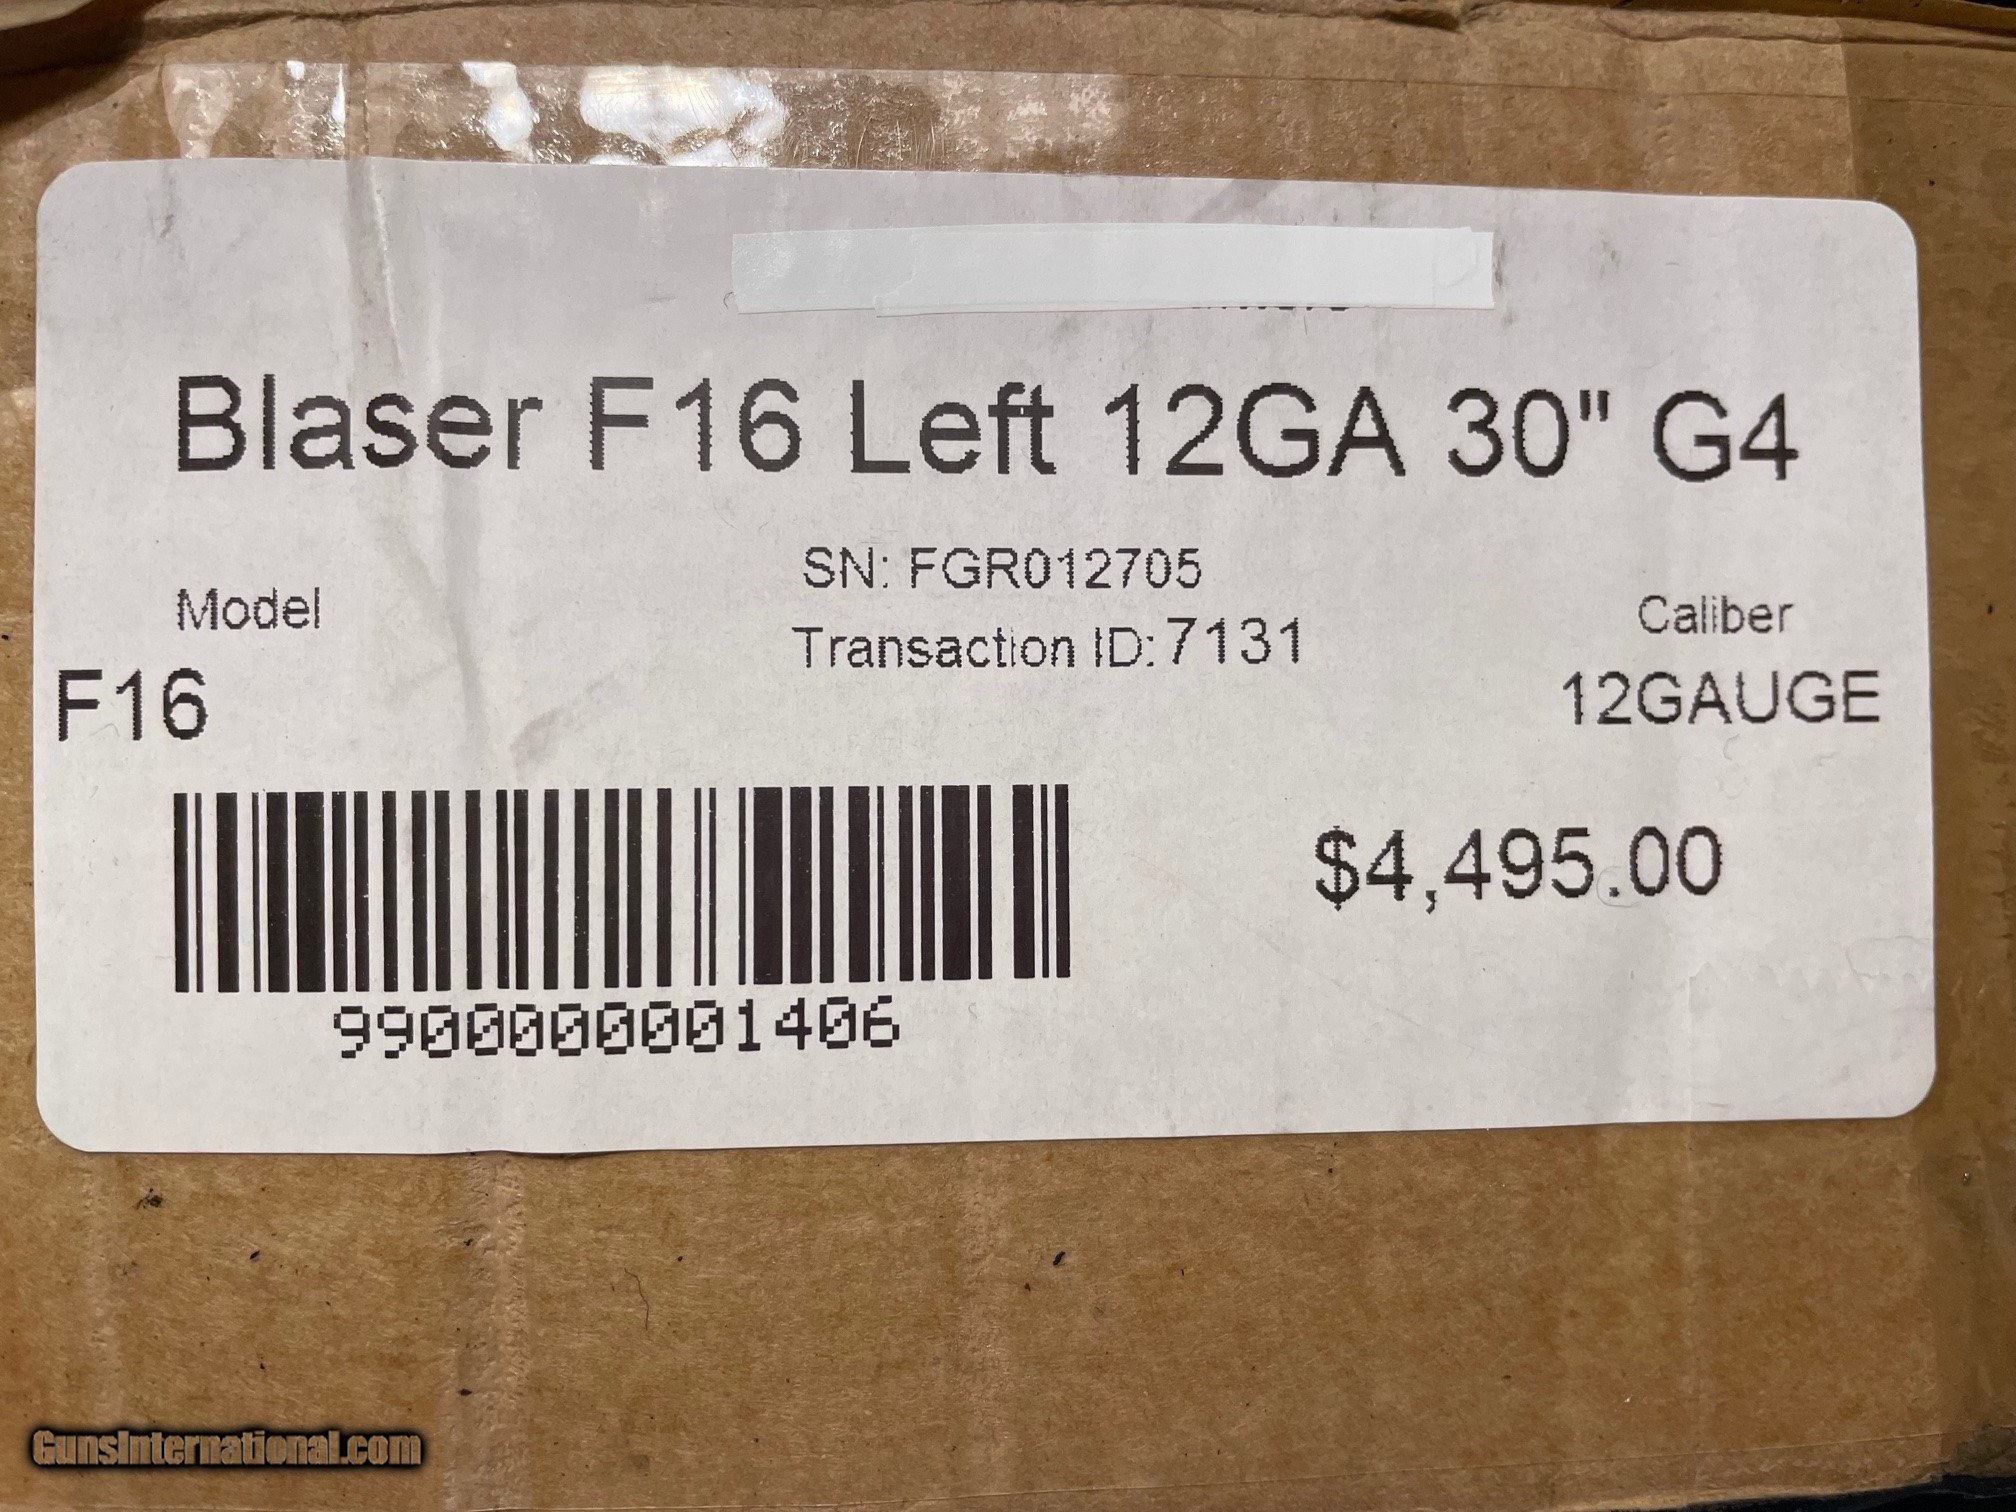 Blaser F16 Left 12GA 30" G4
SN: FGR012705
Model
Caliber
Transaction ID: 7131
F16
12GAUGE
$4,495.00
9900000001406
GunsInternational.com